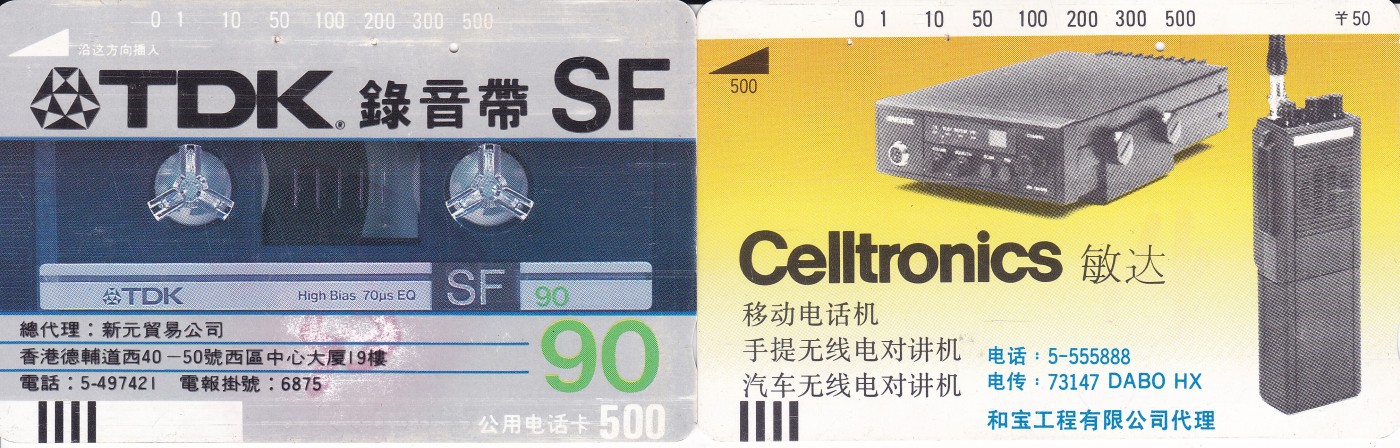 0 1 10 50 100 200 300 500
沿这方向插入
TDK® 錄音帶 SF
TDK High Bias 70µs EQ SF 90
總代理：新元貿易公司
香港德輔道西40－50號西區中心大厦19樓
電話：5-497421 電報掛號：6875
90
公用电话卡 500
0 1 10 50 100 200 300 500 ¥50
500
Celltronics 敏达
移动电话机
手提无线电对讲机
汽车无线电对讲机
电话：5-555888
电传：73147 DABO HX
和宝工程有限公司代理